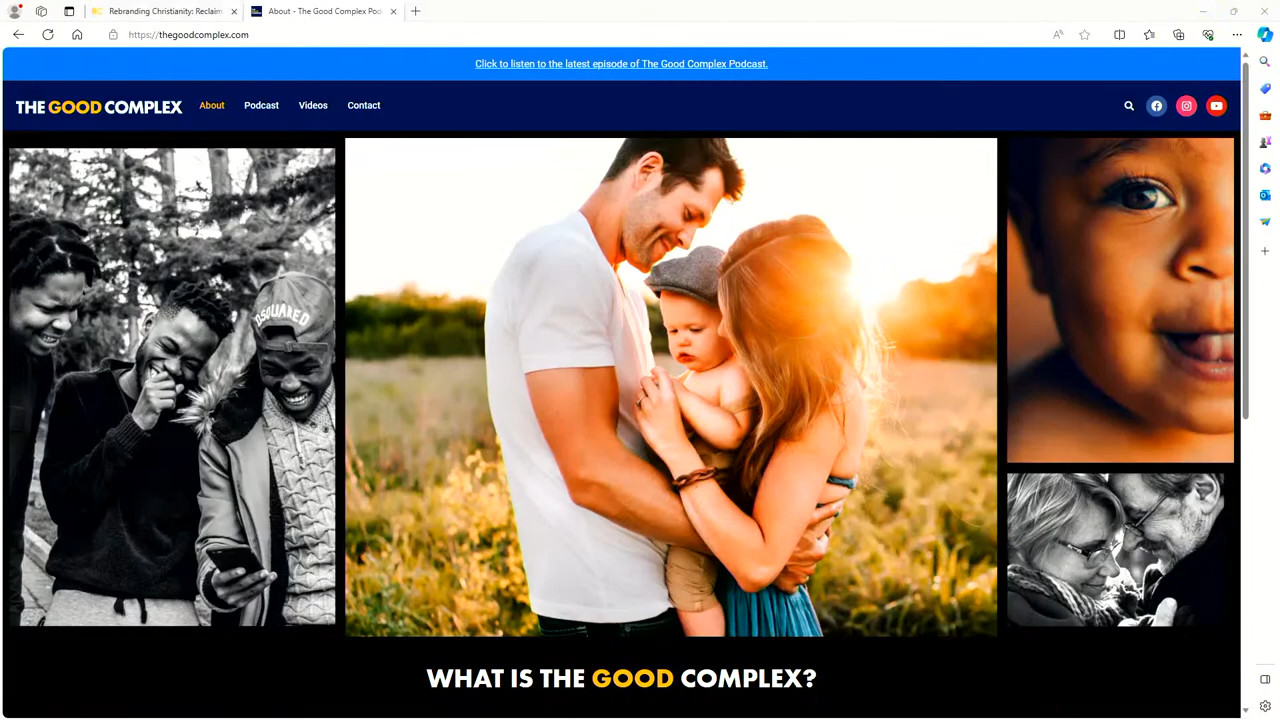 Rebranding Christianity: Reclaim
About - The Good Complex Pod
https://thegoodcomplex.com
Click to listen to the latest episode of The Good Complex Podcast.
THE GOOD COMPLEX
About
Podcast
Videos
Contact
DSQUARED
WHAT IS THE GOOD COMPLEX?